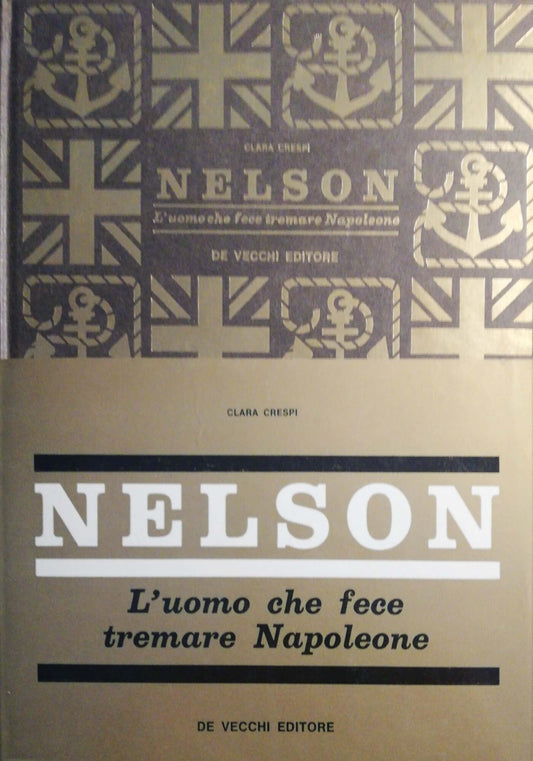 CLARA CRESPI
NELSON
L'uomo che fece tremare Napoleone
DE VECCHI EDITORE
CLARA CRESPI
NELSON
L'uomo che fece
tremare Napoleone
DE VECCHI EDITORE